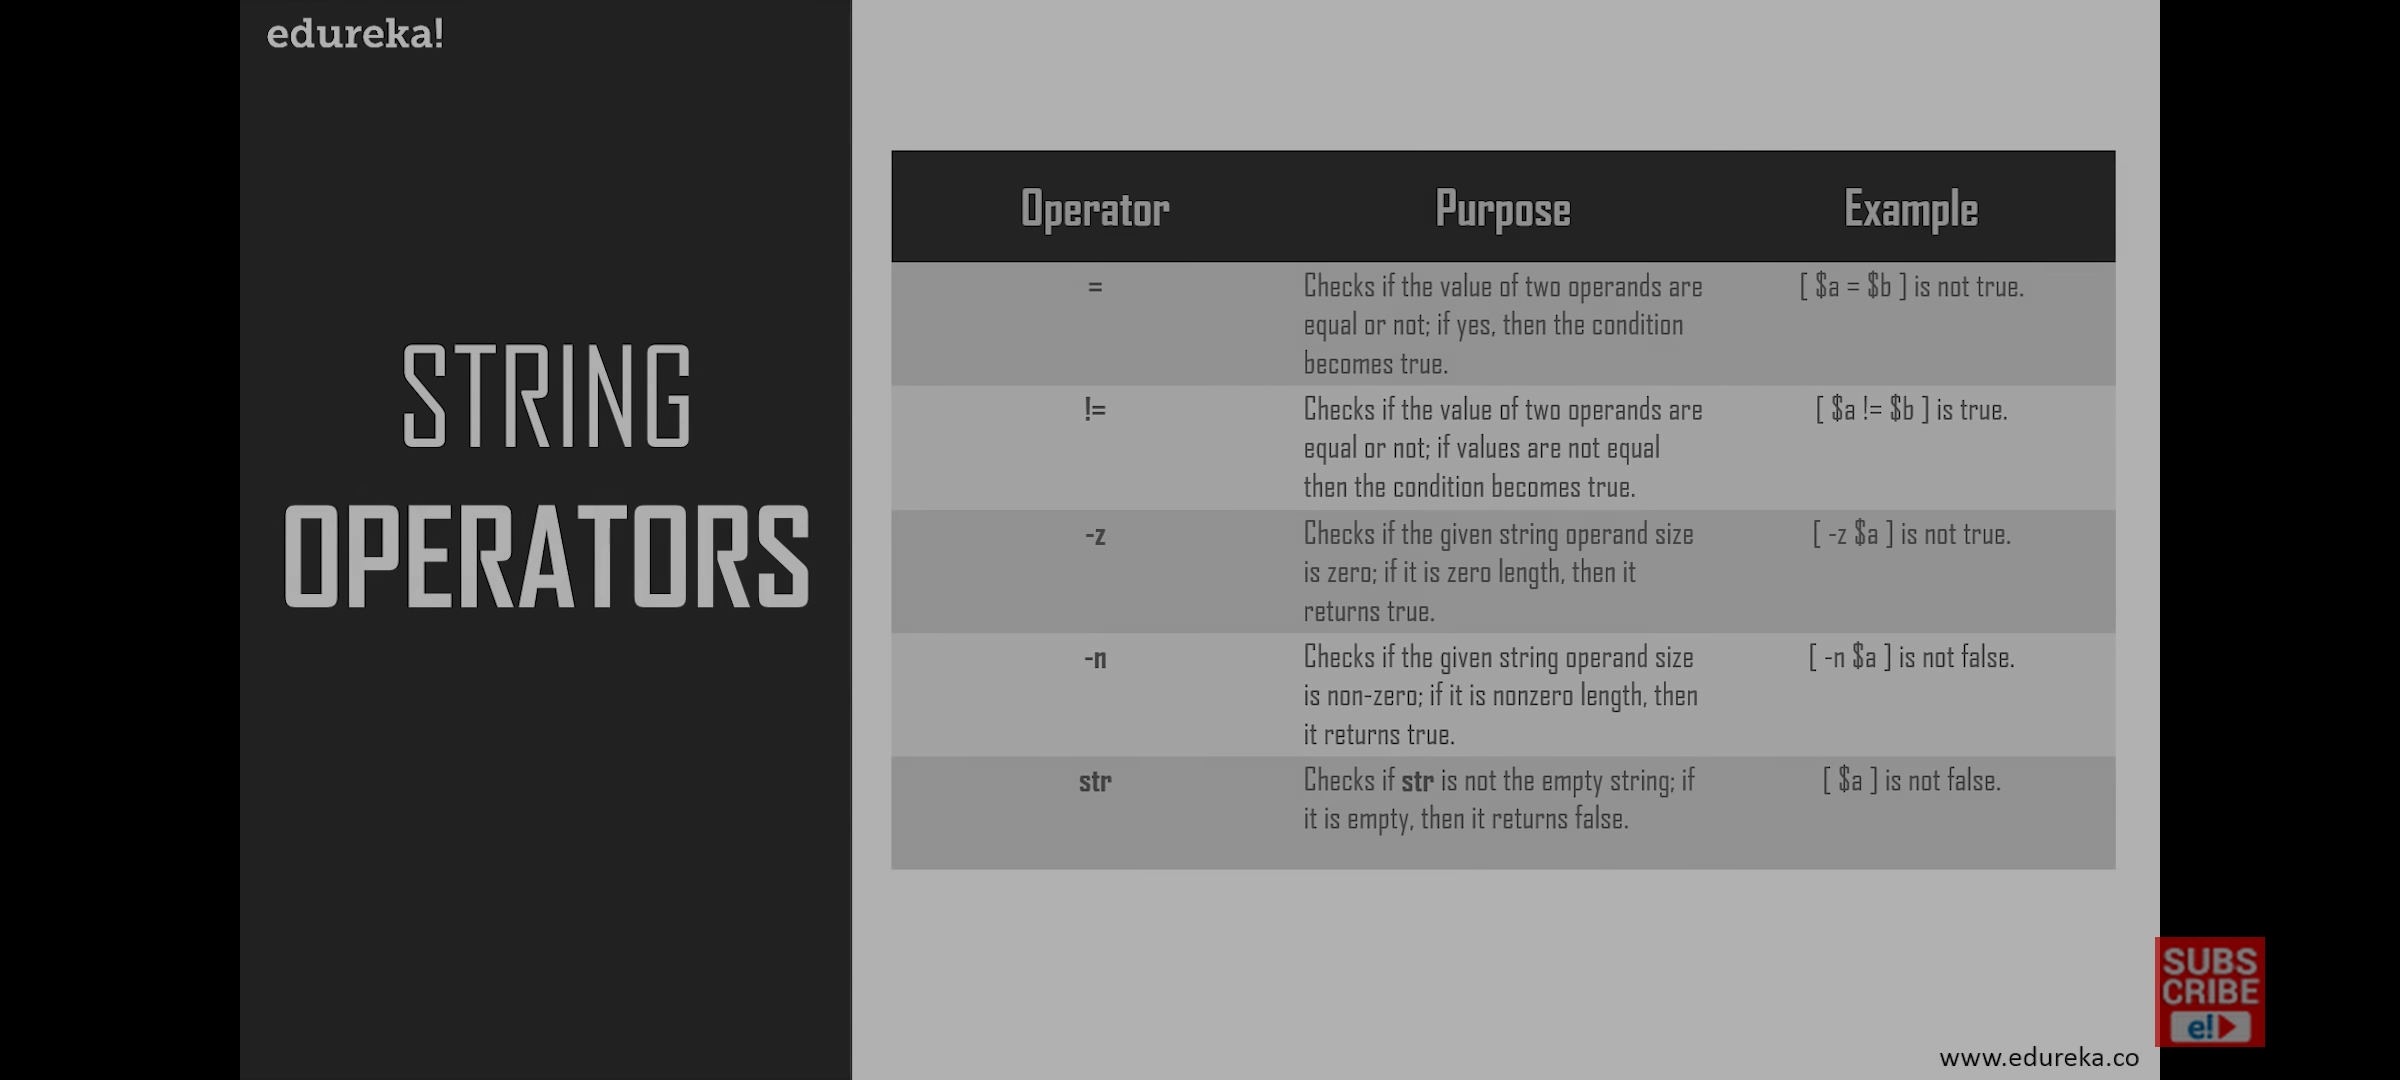 edureka!
STRING
OPERATORS
Operator Purpose Example
= Checks if the value of two operands are [ $a = $b ] is not true.
equal or not; if yes, then the condition
becomes true.
!= Checks if the value of two operands are [ $a != $b ] is true.
equal or not; if values are not equal
then the condition becomes true.
-z Checks if the given string operand size [ -z $a ] is not true.
is zero; if it is zero length, then it
returns true.
-n Checks if the given string operand size [ -n $a ] is not false.
is non-zero; if it is nonzero length, then
it returns true.
str Checks if str is not the empty string; if [ $a ] is not false.
it is empty, then it returns false.
SUBS
CRIBE
e!
www.edureka.co